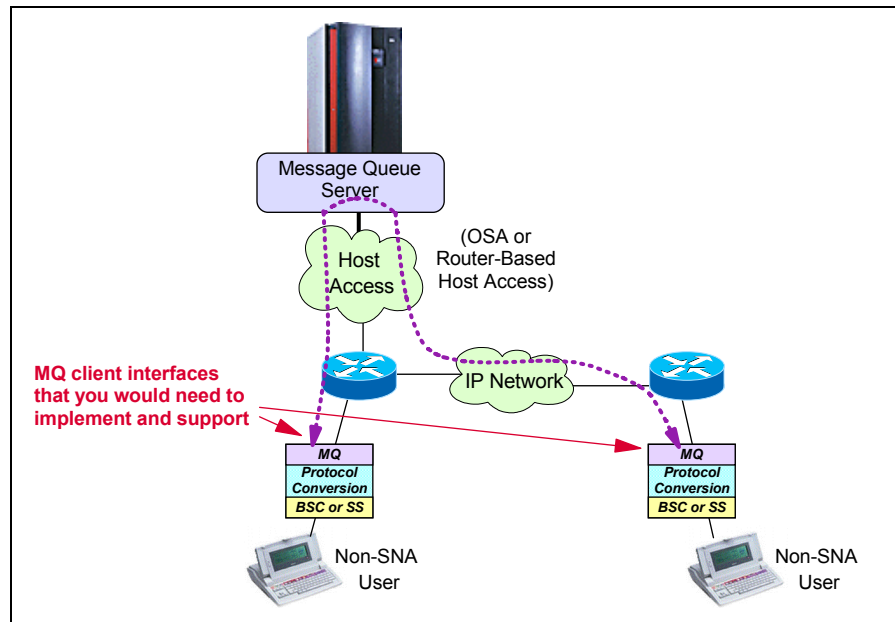 Message Queue
Server
(OSA or
Router-Based
Host Access)
Host
Access
MQ client interfaces
that you would need to
implement and support
IP Network
MQ
Protocol
Conversion
BSC or SS
MQ
Protocol
Conversion
BSC or SS
Non-SNA
User
Non-SNA
User